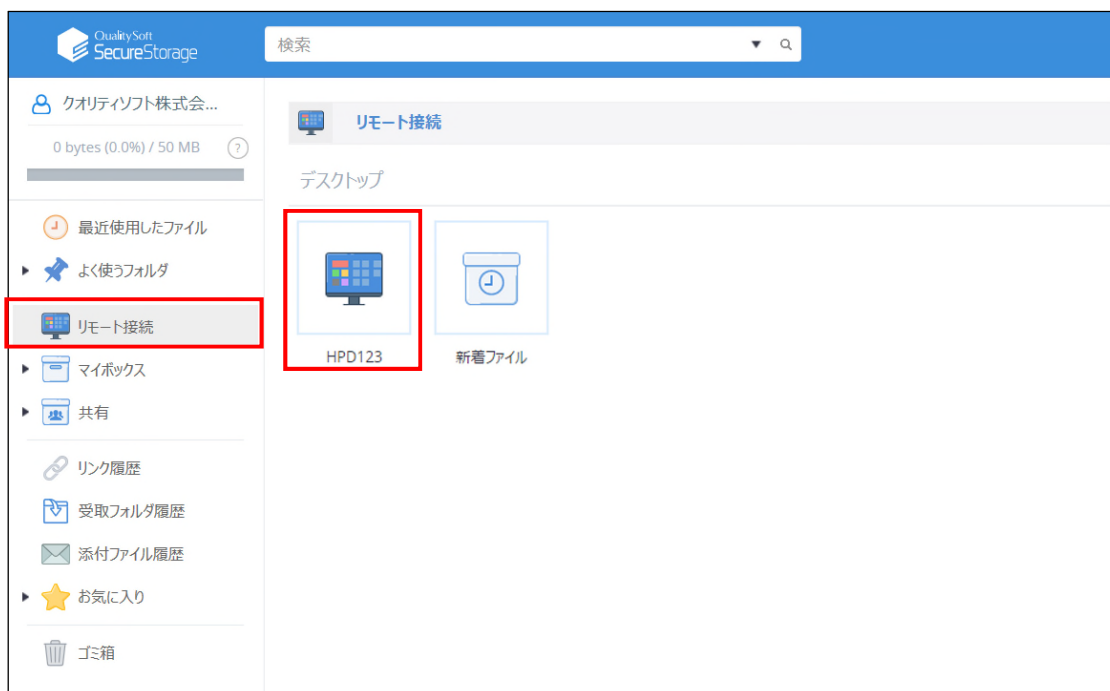 QualitySoft
SecureStorage
検索
クオリティソフト株式会...
0 bytes (0.0%) / 50 MB
?
最近使用したファイル
よく使うフォルダ
リモート接続
マイボックス
共有
リンク履歴
受取フォルダ履歴
添付ファイル履歴
お気に入り
ゴミ箱
リモート接続
デスクトップ
HPD123
新着ファイル